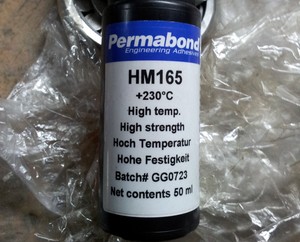 Permabond
Engineering Adhesives
HM165
+230°C
High temp.
High strength
Hoch Temperatur
Hohe Festigkeit
Batch# GG0723
Net contents 50 ml